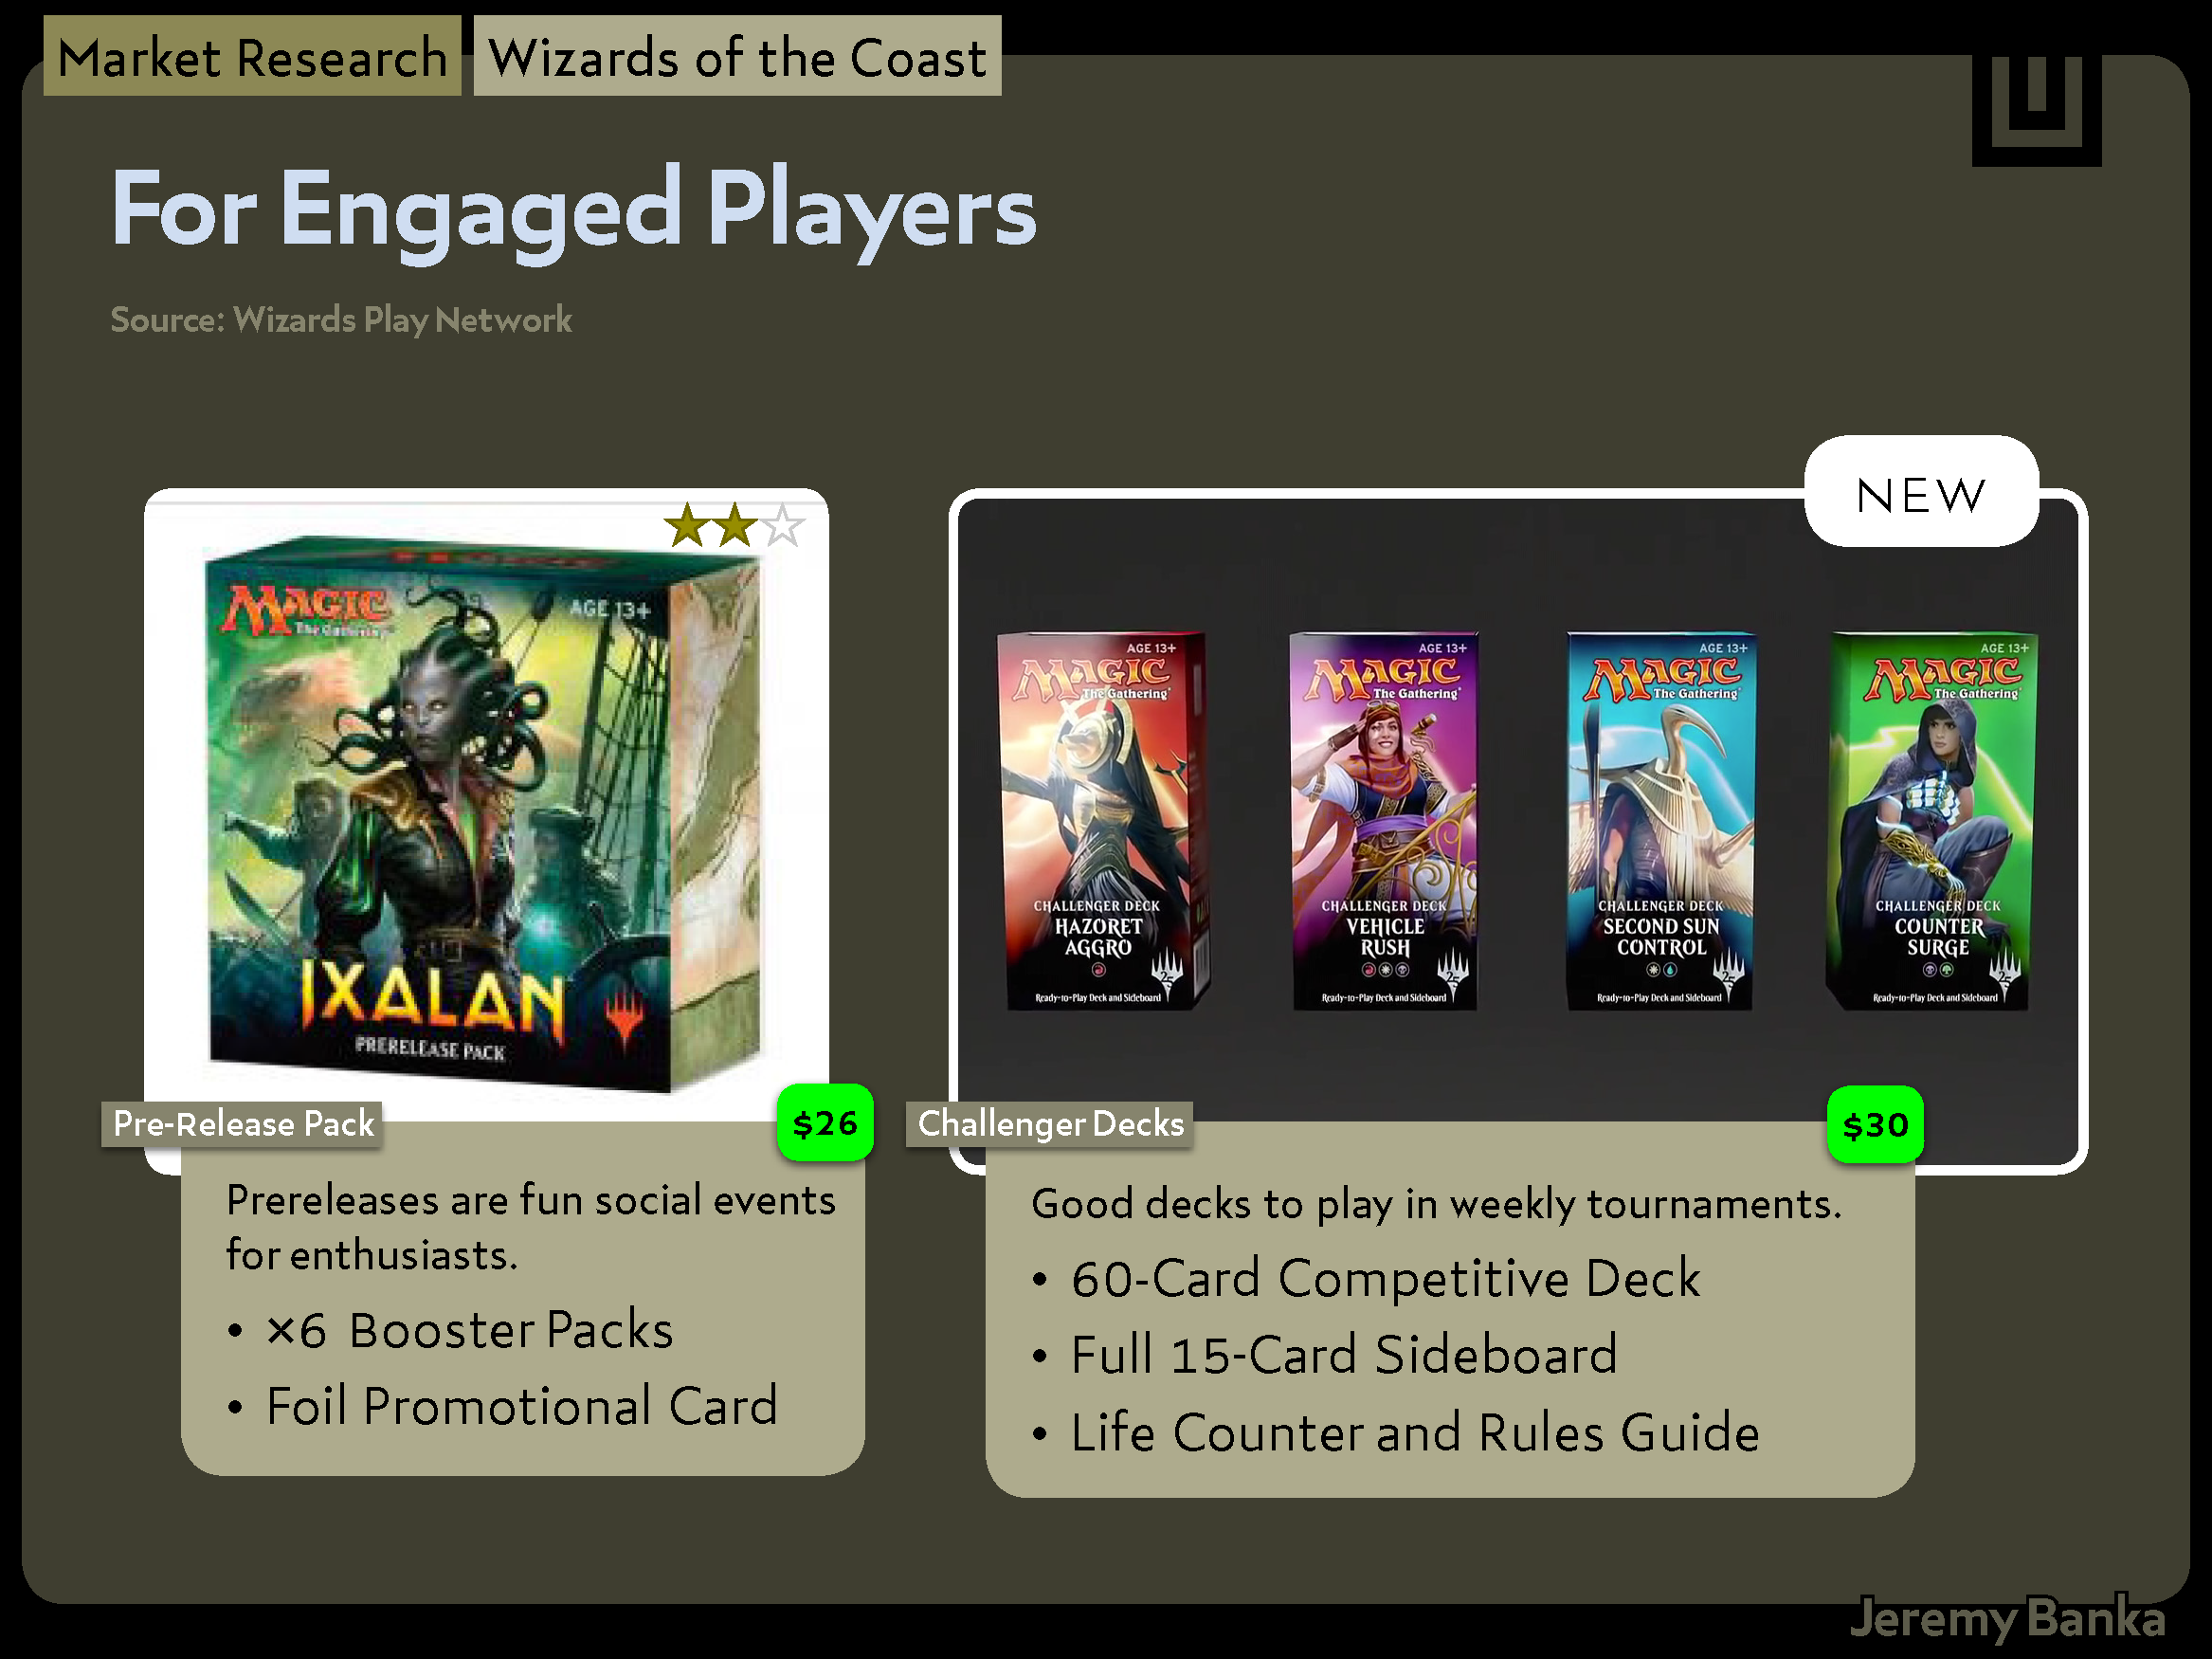 Market Research
Wizards of the Coast
For Engaged Players
Source: Wizards Play Network
NEW
MAGIC
The Gathering
AGE 13+
IXALAN
PRERELEASE PACK
AGE 13+
MAGIC
The Gathering
CHALLENGER DECK
HAZORET
AGGRO
Ready-to-Play Deck and Sideboard
AGE 13+
MAGIC
The Gathering
CHALLENGER DECK
VEHICLE
RUSH
Ready-to-Play Deck and Sideboard
AGE 13+
MAGIC
The Gathering
CHALLENGER DECK
SECOND SUN
CONTROL
Ready-to-Play Deck and Sideboard
AGE 13+
MAGIC
The Gathering
CHALLENGER DECK
COUNTER
SURGE
Ready-to-Play Deck and Sideboard
Pre-Release Pack
$26
Prereleases are fun social events
for enthusiasts.
• ×6 Booster Packs
• Foil Promotional Card
Challenger Decks
$30
Good decks to play in weekly tournaments.
• 60-Card Competitive Deck
• Full 15-Card Sideboard
• Life Counter and Rules Guide
Jeremy Banka